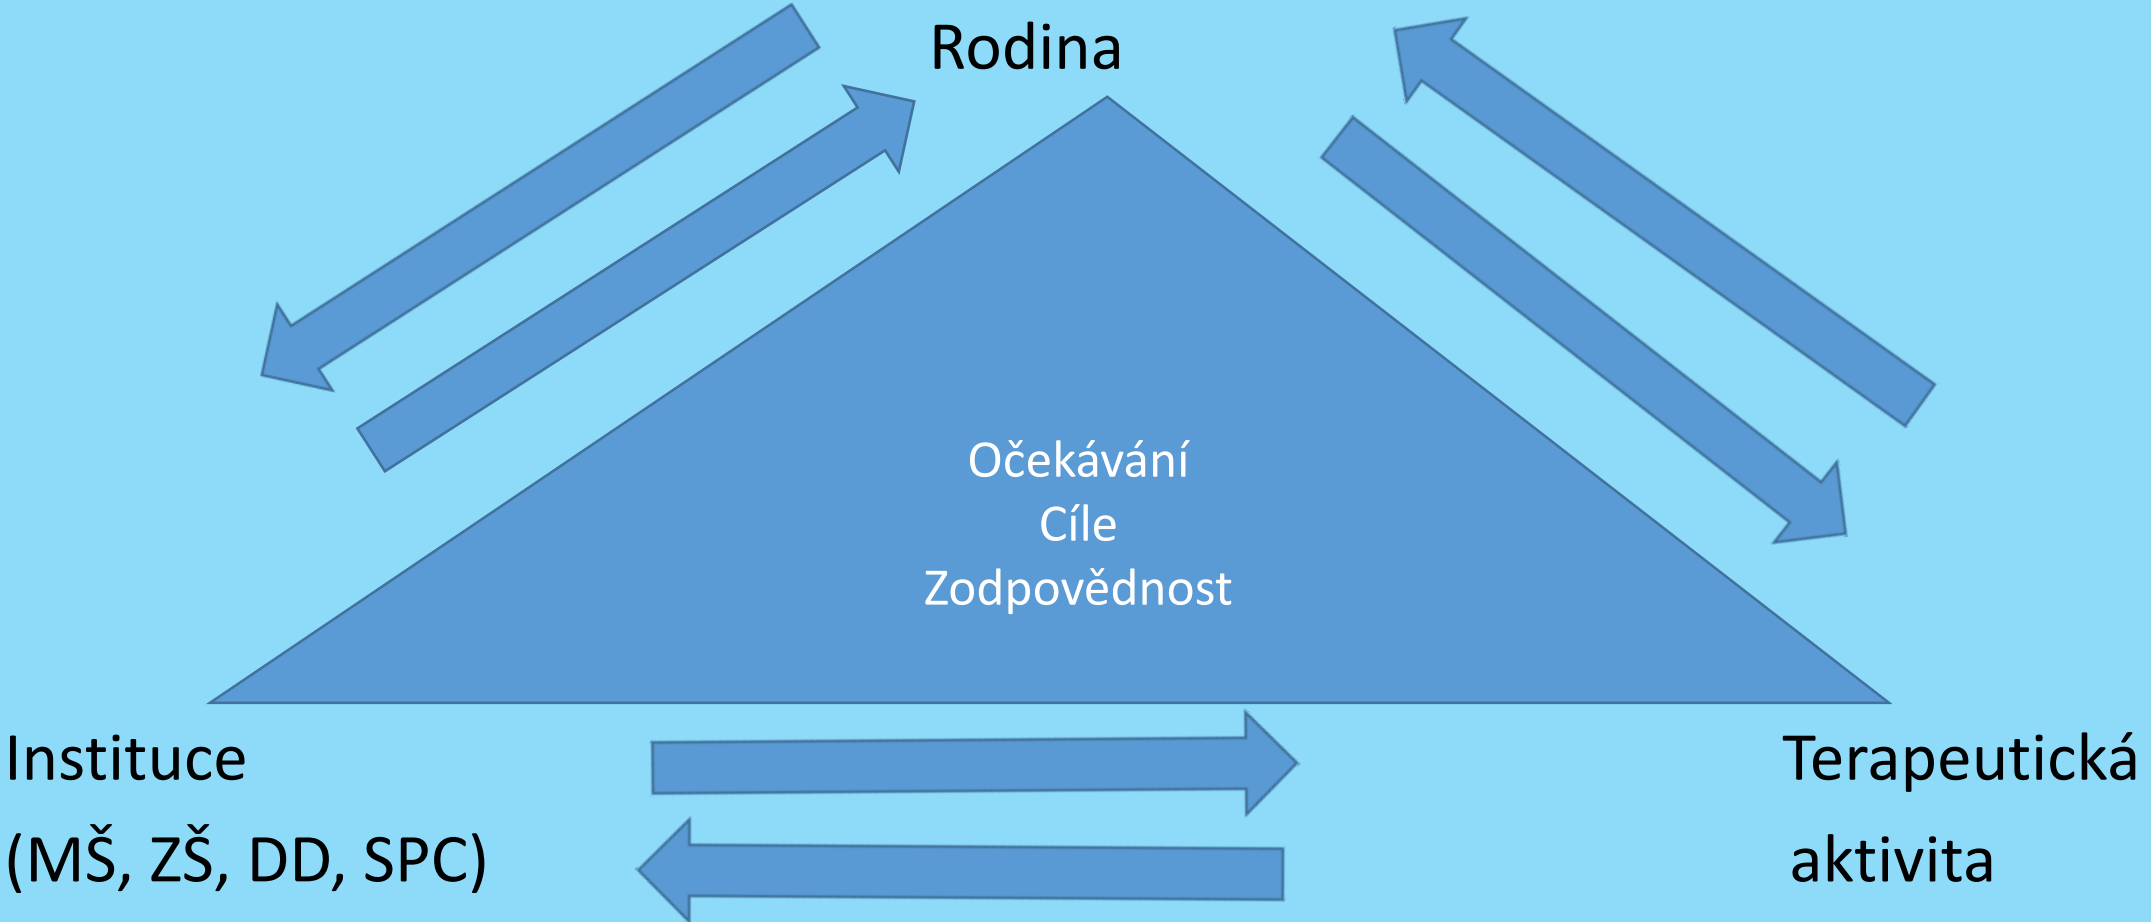 Rodina
Očekávání
Cíle
Zodpovědnost
Instituce
(MŠ, ZŠ, DD, SPC)
Terapeutická
aktivita